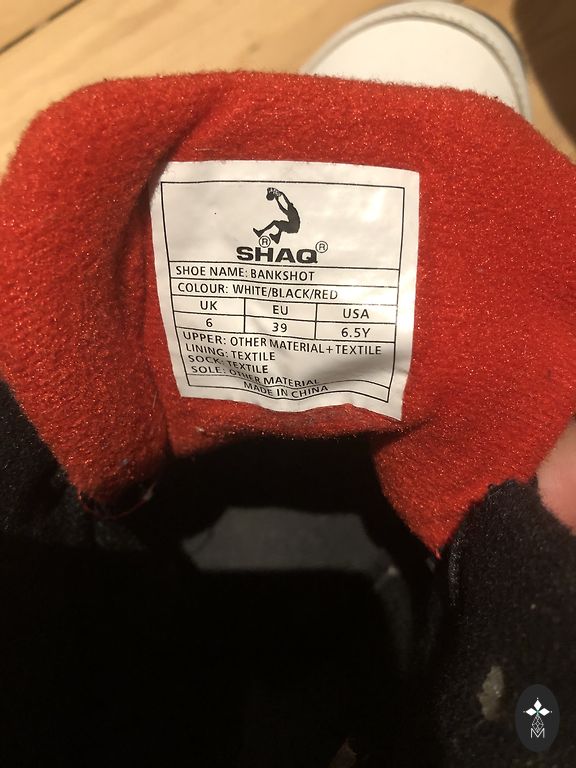 ®
SHAQ®
SHOE NAME: BANKSHOT
COLOUR: WHITE/BLACK/RED
UK EU USA
6 39 6.5Y
UPPER: OTHER MATERIAL+TEXTILE
LINING: TEXTILE
SOCK: TEXTILE
SOLE: OTHER MATERIAL
MADE IN CHINA
M